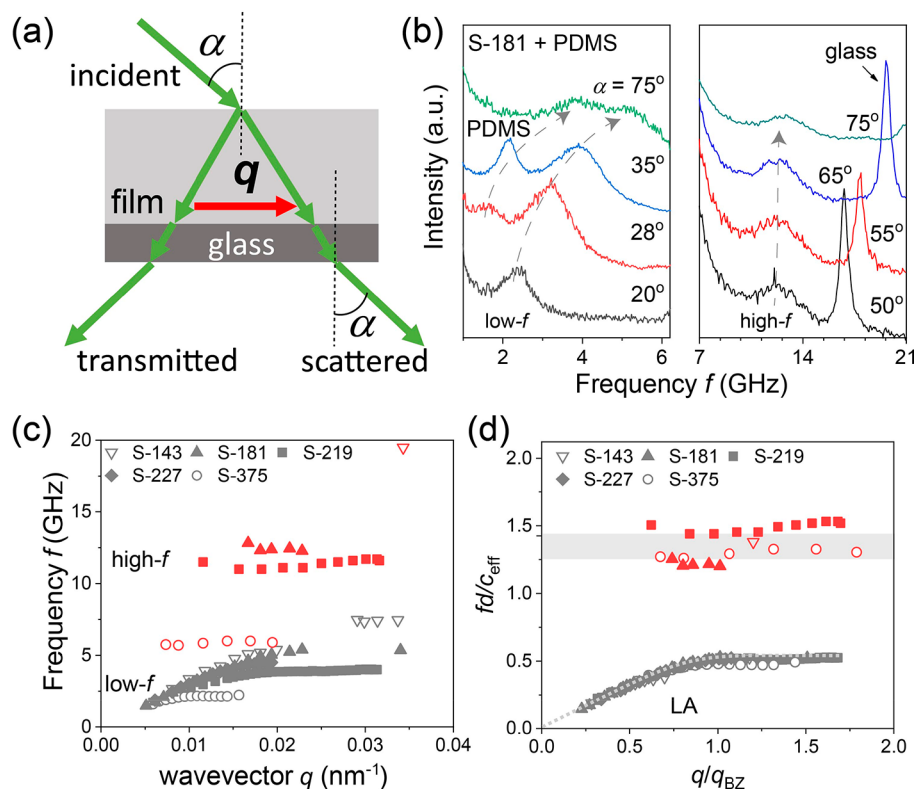 (a)
α
incident
q
film
glass
α
transmitted
scattered
(b)
S-181 + PDMS
α = 75°
PDMS
35°
28°
20°
low-f
2
4
6
glass
75°
65°
55°
50°
high-f
7
14
21
Intensity (a.u.)
Frequency f (GHz)
(c)
S-143
S-181
S-219
S-227
S-375
high-f
low-f
20
15
10
5
0
0.00
0.01
0.02
0.03
0.04
Frequency f (GHz)
wavevector q (nm⁻¹)
(d)
S-143
S-181
S-219
S-227
S-375
LA
2.0
1.5
1.0
0.5
0.0
0.0
0.5
1.0
1.5
2.0
fd/ceff
q/qBZ